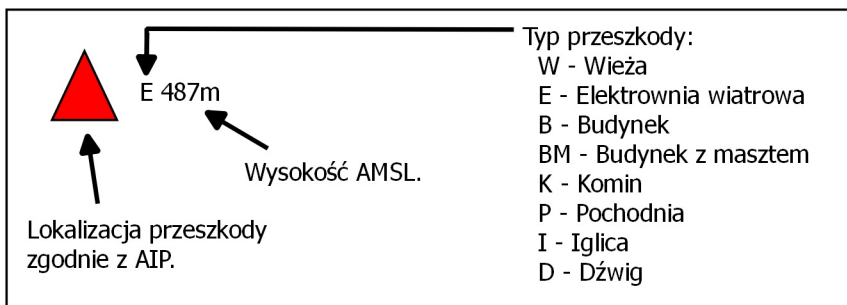 Typ przeszkody:
W - Wieża
E - Elektrownia wiatrowa
B - Budynek
BM - Budynek z masztem
K - Komin
P - Pochodnia
I - Iglica
D - Dźwig
E 487m
Wysokość AMSL.
Lokalizacja przeszkody
zgodnie z AIP.